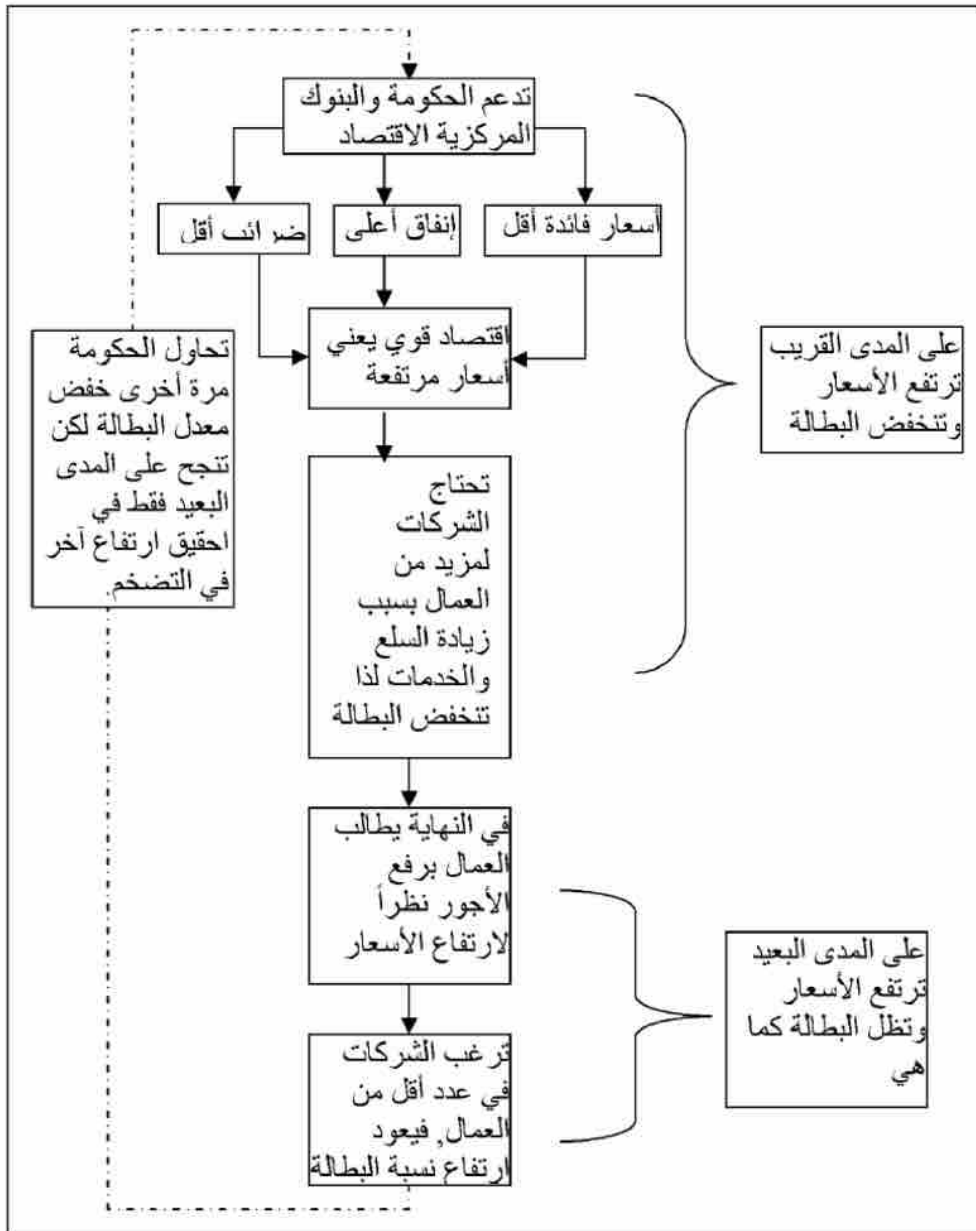 تدعم الحكومة والبنوك
المركزية الاقتصاد
أسعار فائدة أقل
إنفاق أعلى
ضرائب أقل
اقتصاد قوي يعني
أسعار مرتفعة
على المدى القريب
ترتفع الأسعار
وتنخفض البطالة
تحاول الحكومة
مرة أخرى خفض
معدل البطالة لكن
تنجح على المدى
البعيد فقط في
احقيق ارتفاع آخر
في التضخم
تحتاج
الشركات
لمزيد من
العمال بسبب
زيادة السلع
والخدمات لذا
تنخفض البطالة
في النهاية يطالب
العمال برفع
الأجور نظراً
لارتفاع الأسعار
على المدى البعيد
ترتفع الأسعار
وتظل البطالة كما
هي
ترغب الشركات
في عدد أقل من
العمال, فيعود
ارتفاع نسبة البطالة